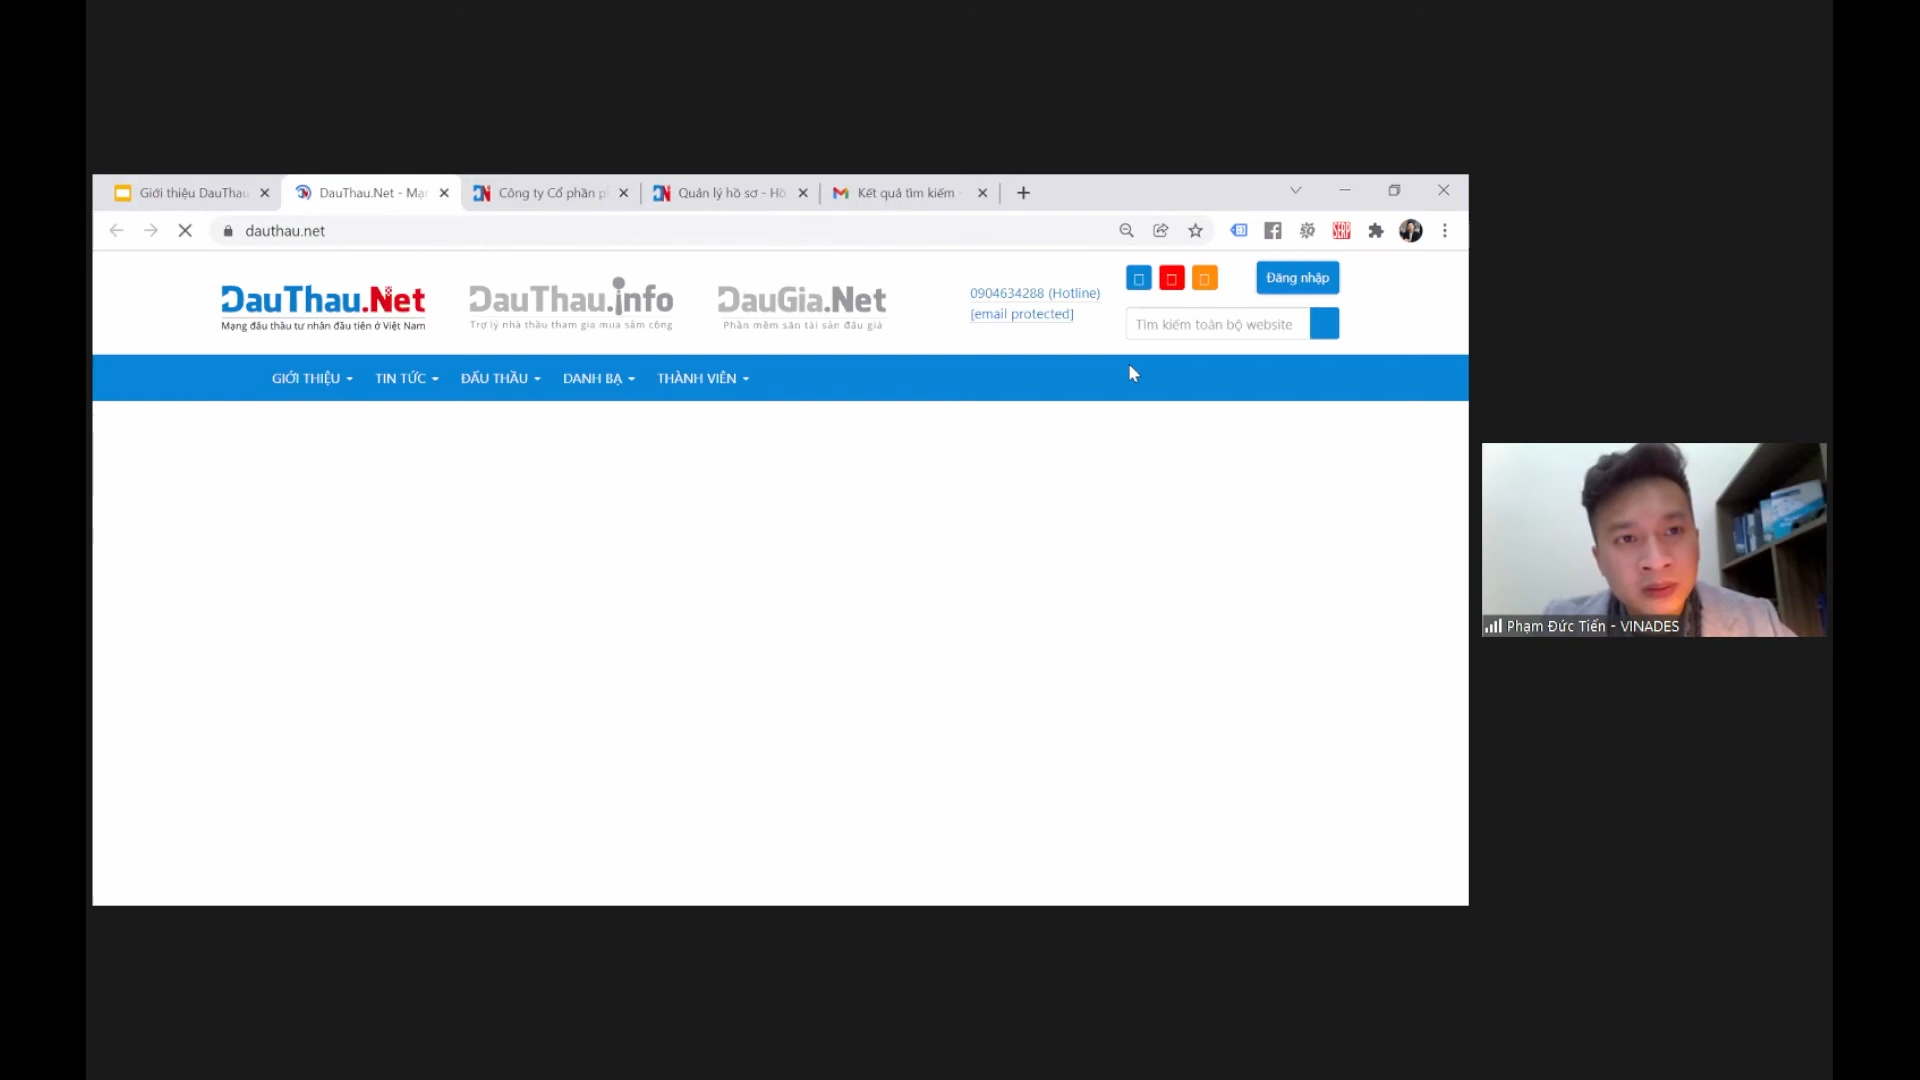 Giới thiệu DauThau
DauThau.Net - Mạn
Công ty Cổ phần p
Quản lý hồ sơ - Hồ
Kết quả tìm kiếm -
dauthau.net
SERP
DauThau.Net
Mạng đấu thầu tư nhân đầu tiên ở Việt Nam
DauThau.info
Trợ lý nhà thầu tham gia mua sắm công
DauGia.Net
Phần mềm săn tài sản đấu giá
0904634288 (Hotline)
[email protected]
Đăng nhập
Tìm kiếm toàn bộ website
GIỚI THIỆU
TIN TỨC
ĐẤU THẦU
DANH BẠ
THÀNH VIÊN
Phạm Đức Tiến - VINADES